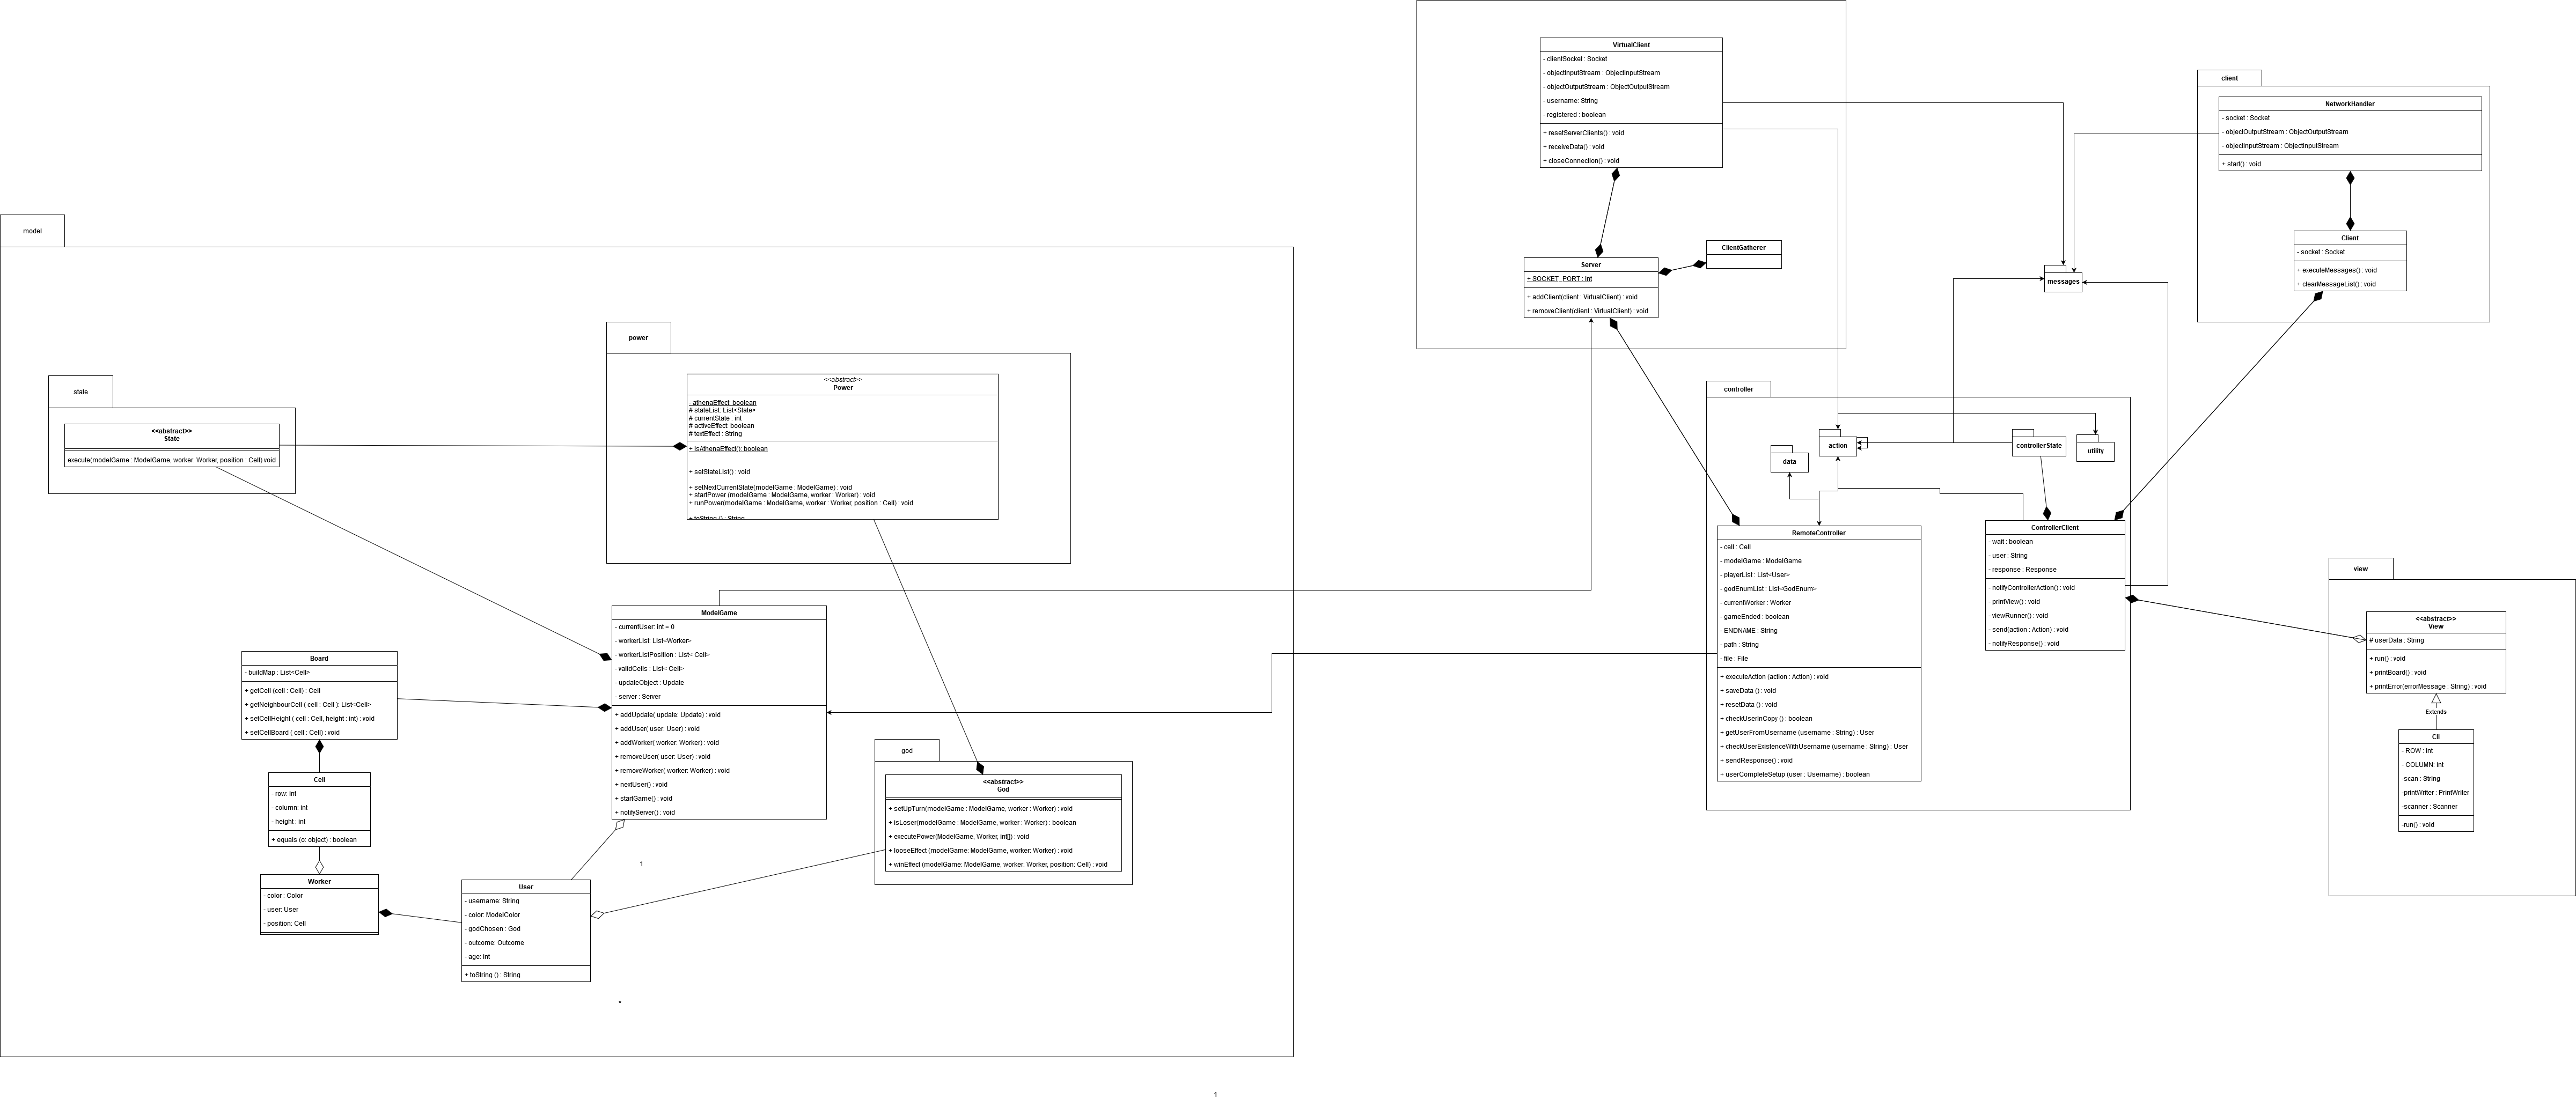 model
state
<<abstract>>
State
execute(modelGame : ModelGame, worker: Worker, position : Cell) void
power
<<abstract>>
Power
- athenaEffect: boolean
# stateList: List<State>
# currentState : int
# activeEffect: boolean
# textEffect : String
+ isAthenaEffect(): boolean
+ setStateList() : void
+ setNextCurrentState(modelGame : ModelGame) : void
+ startPower (modelGame : ModelGame, worker : Worker) : void
+ runPower(modelGame : ModelGame, worker : Worker, position : Cell) : void
+ toString () : String
ModelGame
- currentUser: int = 0
- workerList: List<Worker>
- workerListPosition : List< Cell>
- validCells : List< Cell>
- updateObject : Update
- server : Server
+ addUpdate( update: Update) : void
+ addUser( user: User) : void
+ addWorker( worker: Worker) : void
+ removeUser( user: User) : void
+ removeWorker( worker: Worker) : void
+ nextUser() : void
+ startGame() : void
+ notifyServer() : void
Board
- buildMap : List<Cell>
+ getCell (cell : Cell) : Cell
+ getNeighbourCell ( cell : Cell ): List<Cell>
+ setCellHeight ( cell : Cell, height : int) : void
+ setCellBoard ( cell : Cell) : void
Cell
- row: int
- column: int
- height : int
+ equals (o: object) : boolean
Worker
- color : Color
- user: User
- position: Cell
User
- username: String
- color: ModelColor
- godChosen : God
- outcome: Outcome
- age: int
+ toString () : String
1
*
god
<<abstract>>
God
+ setUpTurn(modelGame : ModelGame, worker : Worker) : void
+ isLoser(modelGame : ModelGame, worker : Worker) : boolean
+ executePower(ModelGame, Worker, int[]) : void
+ looseEffect (modelGame: ModelGame, worker: Worker) : void
+ winEffect (modelGame: ModelGame, worker: Worker, position: Cell) : void
1
VirtualClient
- clientSocket : Socket
- objectInputStream : ObjectInputStream
- objectOutputStream : ObjectOutputStream
- username: String
- registered : boolean
+ resetServerClients() : void
+ receiveData() : void
+ closeConnection() : void
ClientGatherer
Server
+ SOCKET_PORT : int
+ addClient(client : VirtualClient) : void
+ removeClient(client : VirtualClient) : void
client
NetworkHandler
- socket : Socket
- objectOutputStream : ObjectOutputStream
- objectInputStream : ObjectInputStream
+ start() : void
Client
- socket : Socket
+ executeMessages() : void
+ clearMessageList() : void
messages
controller
action
data
controllerState
utility
RemoteController
- cell : Cell
- modelGame : ModelGame
- playerList : List<User>
- godEnumList : List<GodEnum>
- currentWorker : Worker
- gameEnded : boolean
- ENDNAME : String
- path : String
- file : File
+ executeAction (action : Action) : void
+ saveData () : void
+ resetData () : void
+ checkUserInCopy () : boolean
+ getUserFromUsername (username : String) : User
+ checkUserExistenceWithUsername (username : String) : User
+ sendResponse() : void
+ userCompleteSetup (user : Username) : boolean
ControllerClient
- wait : boolean
- user : String
- response : Response
- notifyControllerAction() : void
- printView() : void
- viewRunner() : void
- send(action : Action) : void
- notifyResponse() : void
view
<<abstract>>
View
# userData : String
+ run() : void
+ printBoard() : void
+ printError(errorMessage : String) : void
Extends
Cli
- ROW : int
- COLUMN: int
-scan : String
-printWriter : PrintWriter
-scanner : Scanner
-run() : void